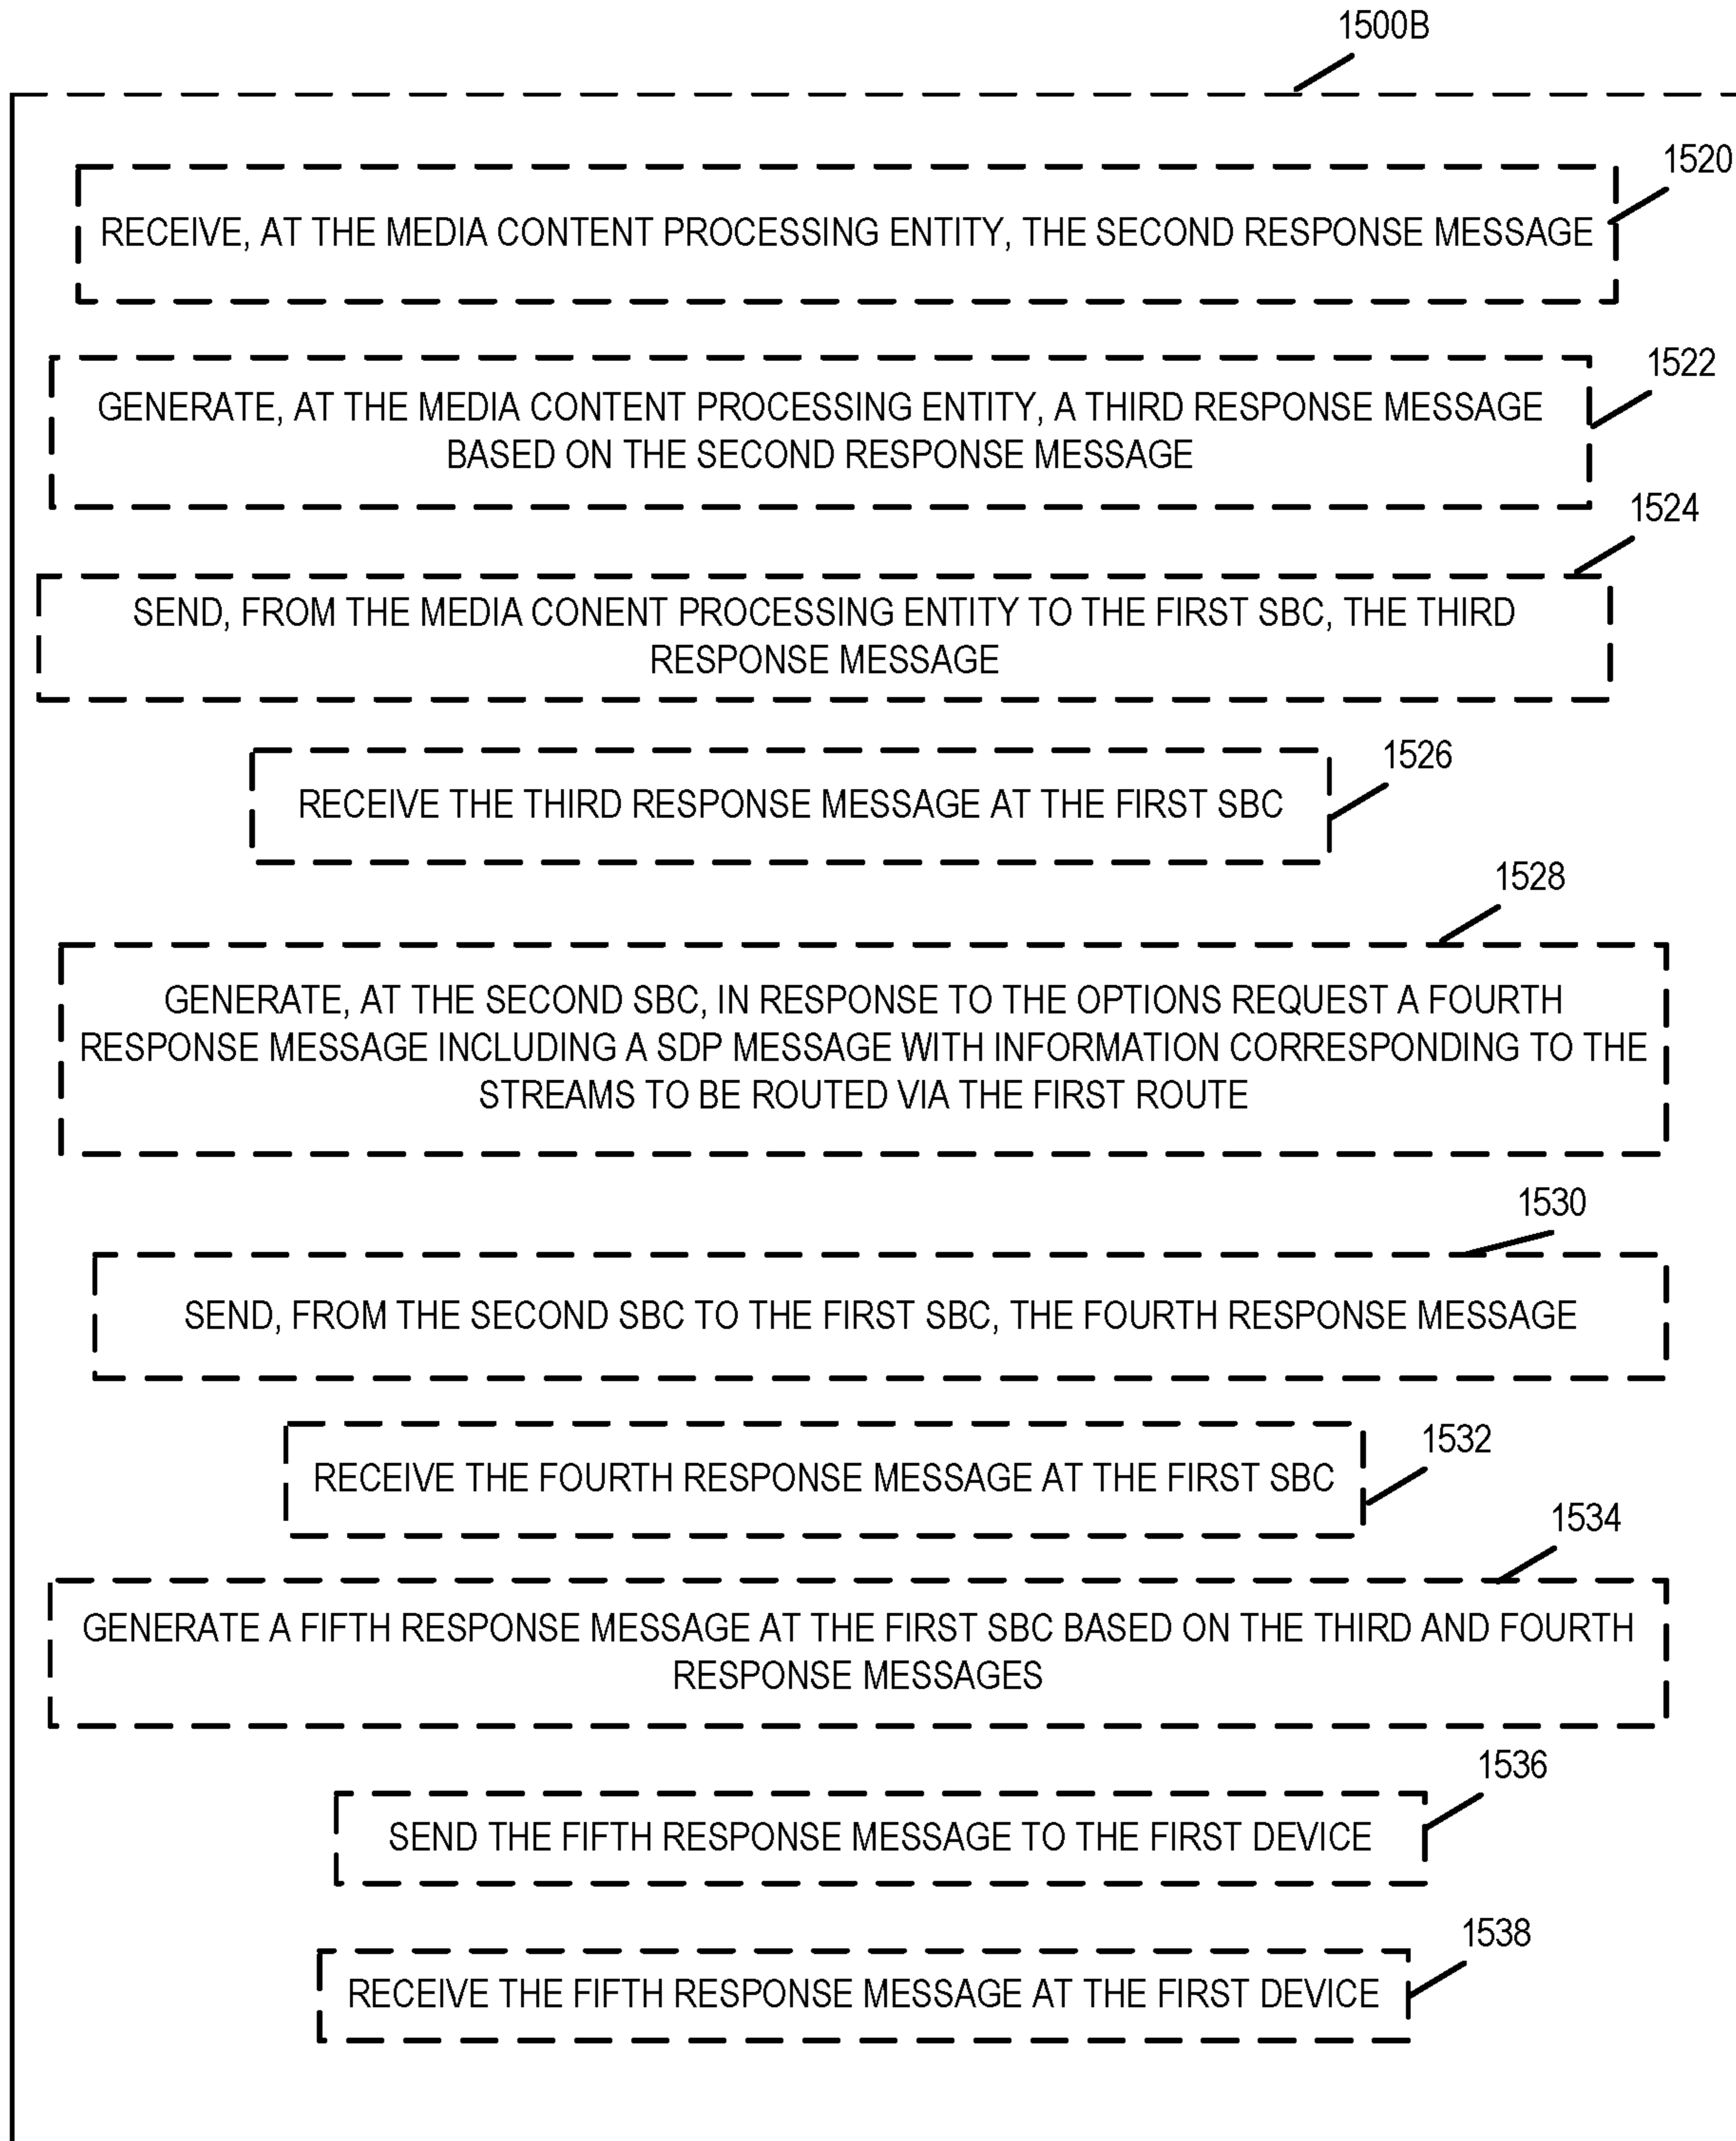 1500B
1520
RECEIVE, AT THE MEDIA CONTENT PROCESSING ENTITY, THE SECOND RESPONSE MESSAGE
1522
GENERATE, AT THE MEDIA CONTENT PROCESSING ENTITY, A THIRD RESPONSE MESSAGE
BASED ON THE SECOND RESPONSE MESSAGE
1524
SEND, FROM THE MEDIA CONENT PROCESSING ENTITY TO THE FIRST SBC, THE THIRD
RESPONSE MESSAGE
1526
RECEIVE THE THIRD RESPONSE MESSAGE AT THE FIRST SBC
1528
GENERATE, AT THE SECOND SBC, IN RESPONSE TO THE OPTIONS REQUEST A FOURTH
RESPONSE MESSAGE INCLUDING A SDP MESSAGE WITH INFORMATION CORRESPONDING TO THE
STREAMS TO BE ROUTED VIA THE FIRST ROUTE
1530
SEND, FROM THE SECOND SBC TO THE FIRST SBC, THE FOURTH RESPONSE MESSAGE
1532
RECEIVE THE FOURTH RESPONSE MESSAGE AT THE FIRST SBC
1534
GENERATE A FIFTH RESPONSE MESSAGE AT THE FIRST SBC BASED ON THE THIRD AND FOURTH
RESPONSE MESSAGES
1536
SEND THE FIFTH RESPONSE MESSAGE TO THE FIRST DEVICE
1538
RECEIVE THE FIFTH RESPONSE MESSAGE AT THE FIRST DEVICE